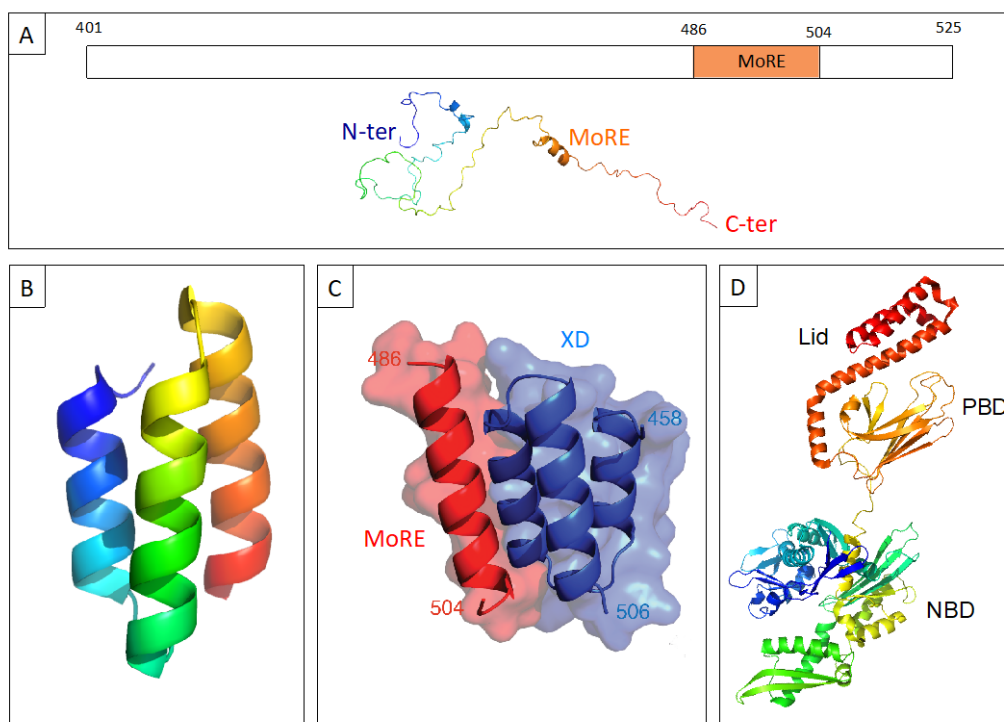 A
401 486 504 525
MoRE
N-ter
MoRE
C-ter
B
C
XD
486
458
MoRE
504
506
D
Lid
PBD
NBD